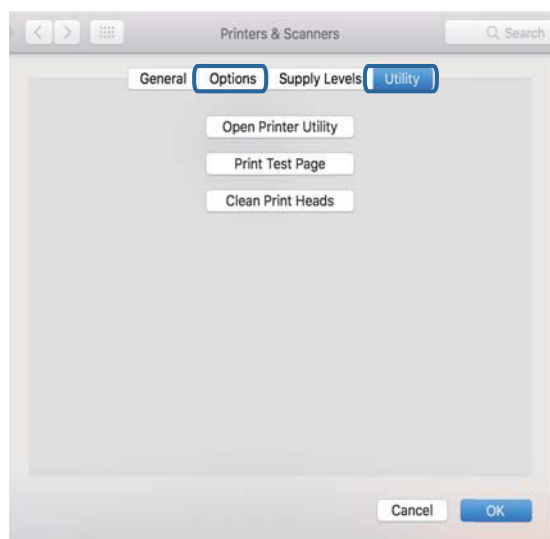 Printers & Scanners Search
General Options Supply Levels Utility
Open Printer Utility
Print Test Page
Clean Print Heads
Cancel OK